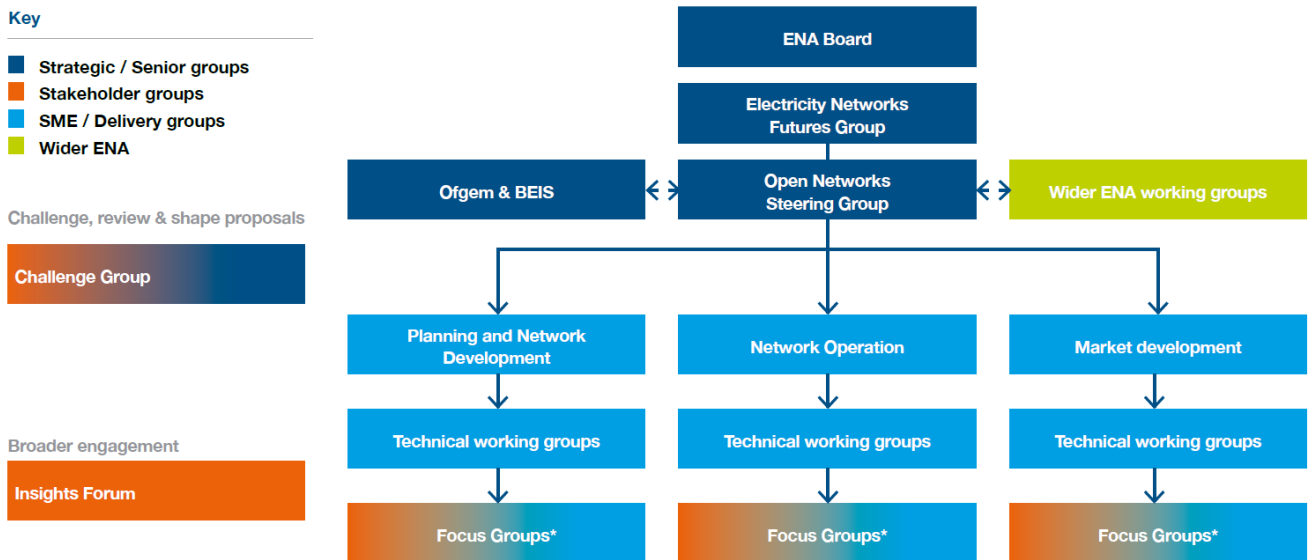 Key
Strategic / Senior groups
Stakeholder groups
SME / Delivery groups
Wider ENA
Challenge, review & shape proposals
Challenge Group
Broader engagement
Insights Forum
ENA Board
Electricity Networks
Futures Group
Ofgem & BEIS
Open Networks
Steering Group
Wider ENA working groups
Planning and Network
Development
Network Operation
Market development
Technical working groups
Technical working groups
Technical working groups
Focus Groups*
Focus Groups*
Focus Groups*